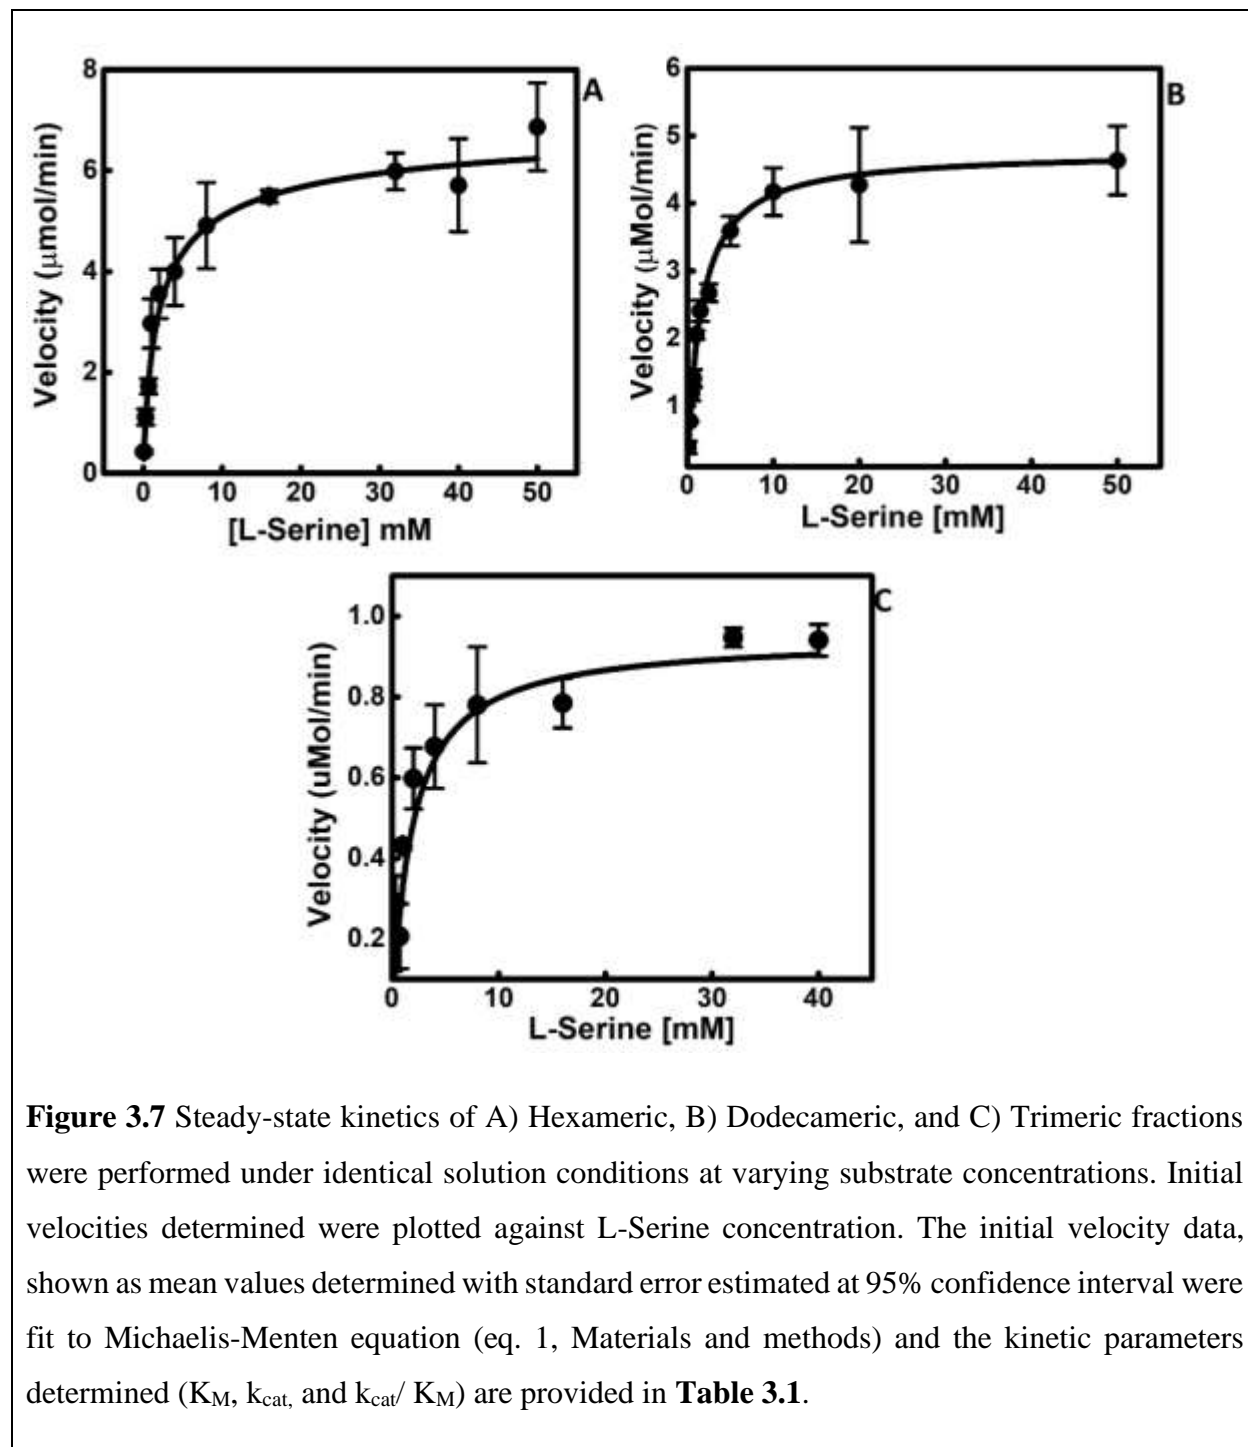 8
6
4
2
0
Velocity (μmol/min)
0 10 20 30 40 50
[L-Serine] mM
A
6
5
4
3
2
1
Velocity (μMol/min)
0 10 20 30 40 50
L-Serine [mM]
B
1.0
0.8
0.6
0.4
0.2
Velocity (uMol/min)
0 10 20 30 40
L-Serine [mM]
C
Figure 3.7 Steady-state kinetics of A) Hexameric, B) Dodecameric, and C) Trimeric fractions
were performed under identical solution conditions at varying substrate concentrations. Initial
velocities determined were plotted against L-Serine concentration. The initial velocity data,
shown as mean values determined with standard error estimated at 95% confidence interval were
fit to Michaelis-Menten equation (eq. 1, Materials and methods) and the kinetic parameters
determined (KM, kcat, and kcat/ KM) are provided in Table 3.1.